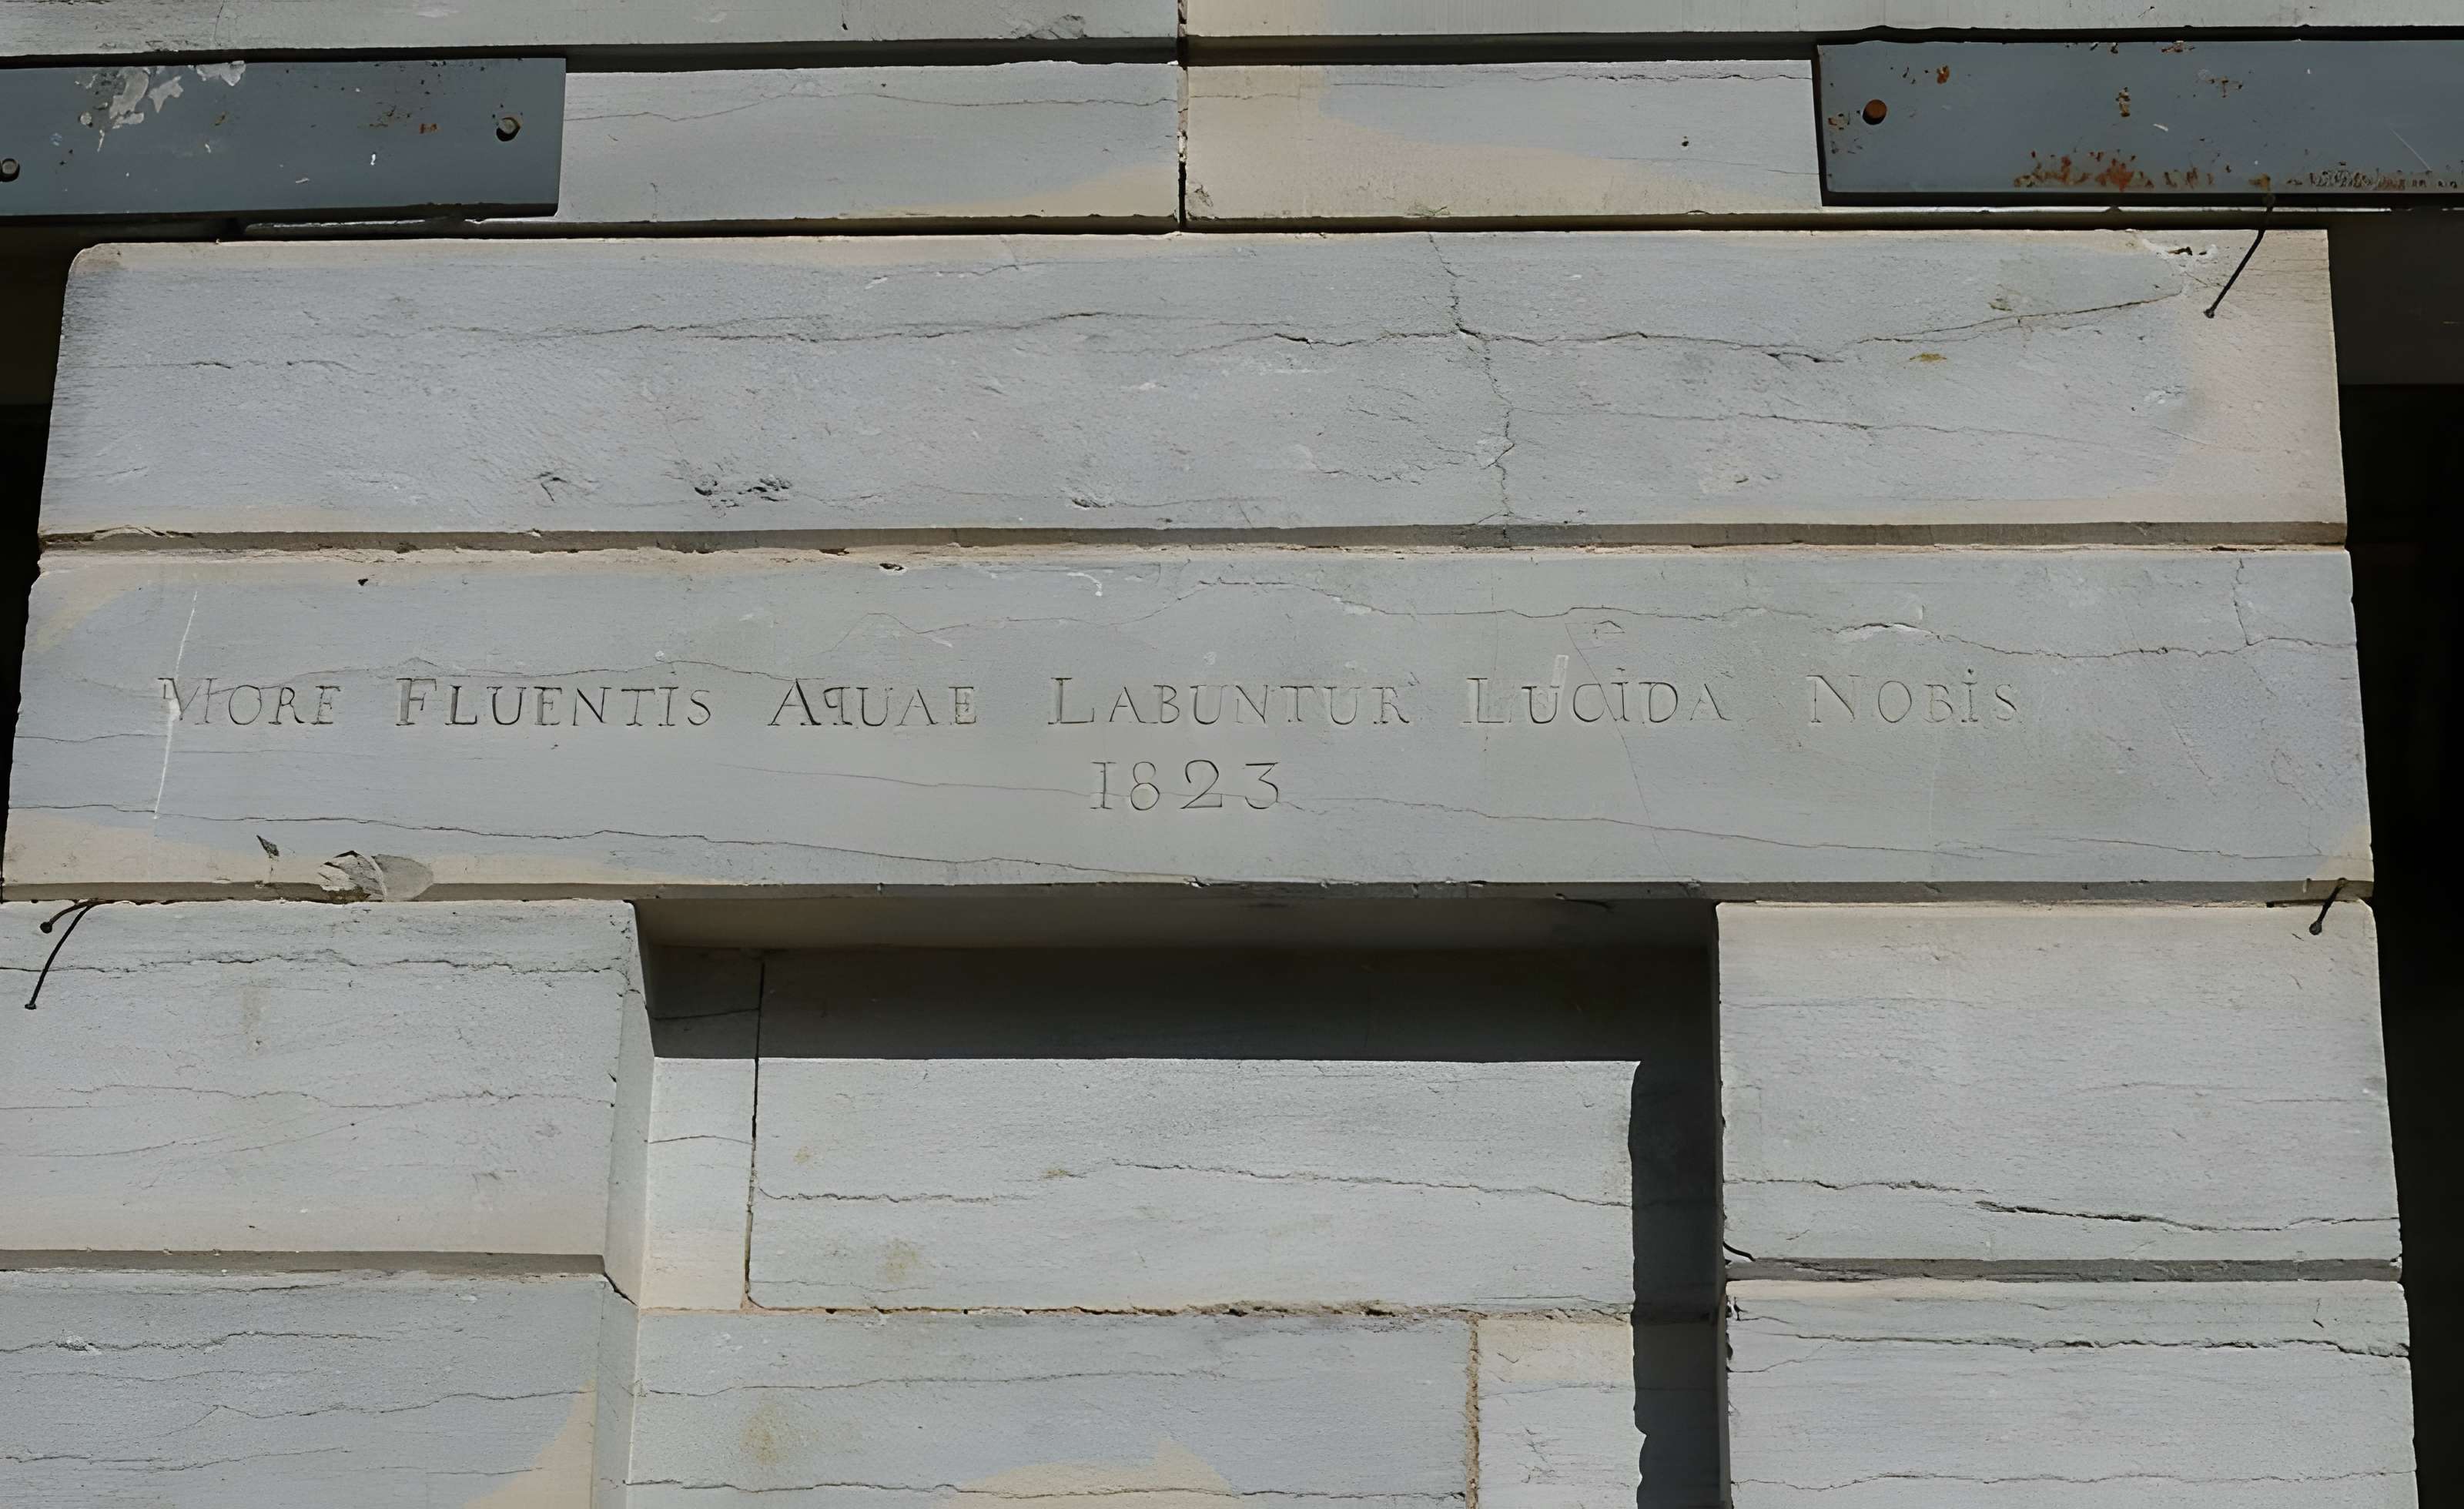 MORE FLUENTIS AQUAE LABUNTUR LUCIDA NOBIS
1823